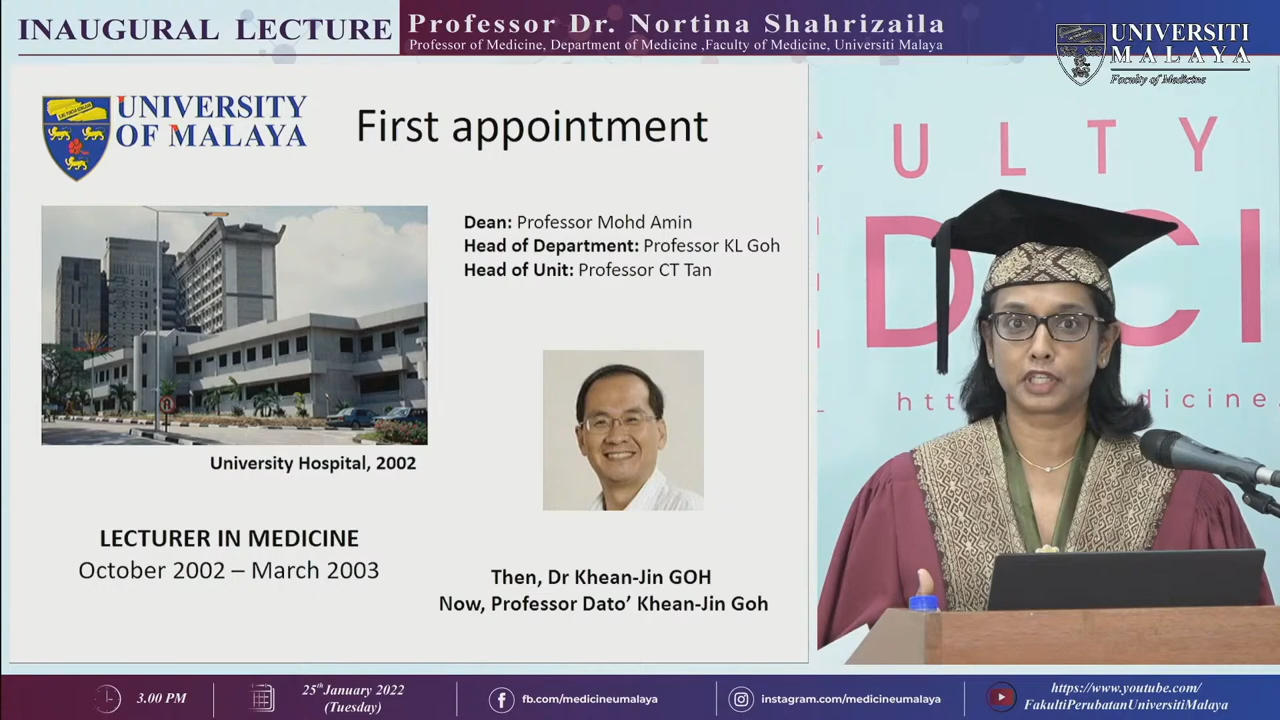 INAUGURAL LECTURE
Professor Dr. Nortina Shahrizaila
Professor of Medicine, Department of Medicine ,Faculty of Medicine, Universiti Malaya
UNIVERSITI
MALAYA
Faculty of Medicine
UNIVERSITY
OF MALAYA
First appointment
Dean: Professor Mohd Amin
Head of Department: Professor KL Goh
Head of Unit: Professor CT Tan
University Hospital, 2002
LECTURER IN MEDICINE
October 2002 – March 2003
Then, Dr Khean-Jin GOH
Now, Professor Dato’ Khean-Jin Goh
CULTY
EDICI
htt dicine.
3.00 PM
25th January 2022
(Tuesday)
fb.com/medicineumalaya
instagram.com/medicineumalaya
https://www.youtube.com/
FakultiPerubatanUniversitiMalaya